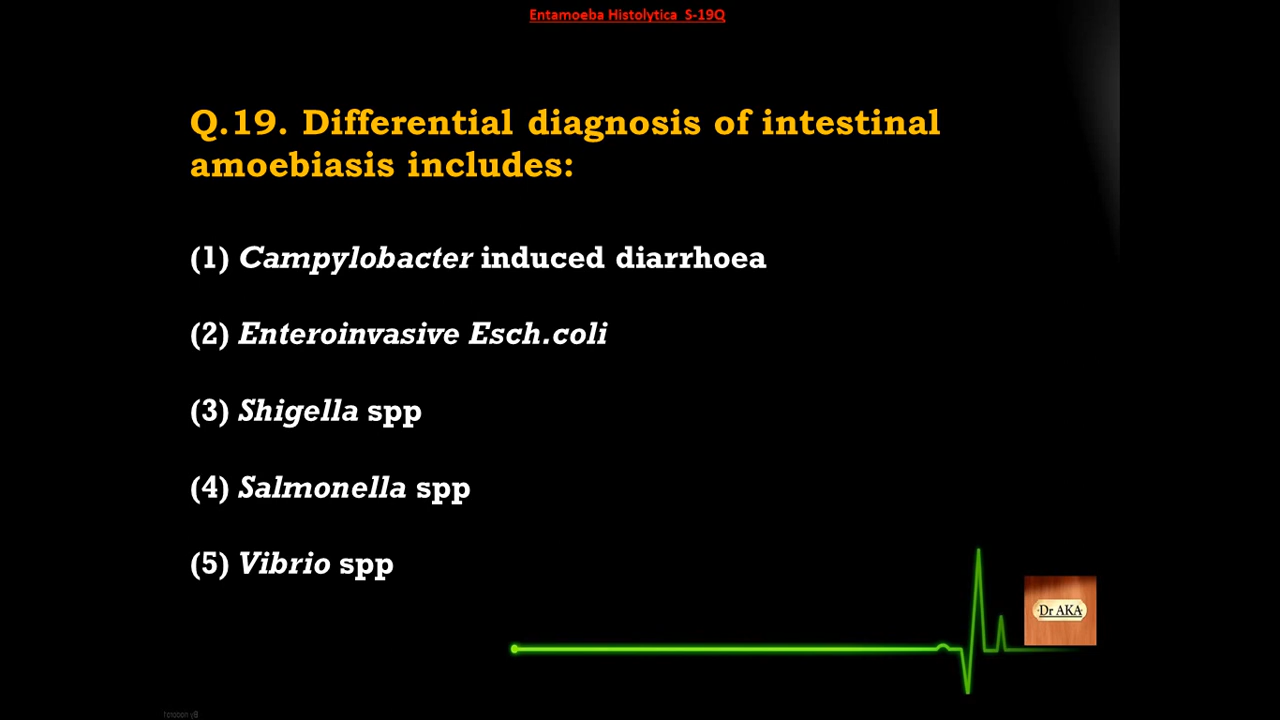 Entamoeba Histolytica S-19Q
Q.19. Differential diagnosis of intestinal
amoebiasis includes:
(1) Campylobacter induced diarrhoea
(2) Enteroinvasive Esch.coli
(3) Shigella spp
(4) Salmonella spp
(5) Vibrio spp
Dr AKA